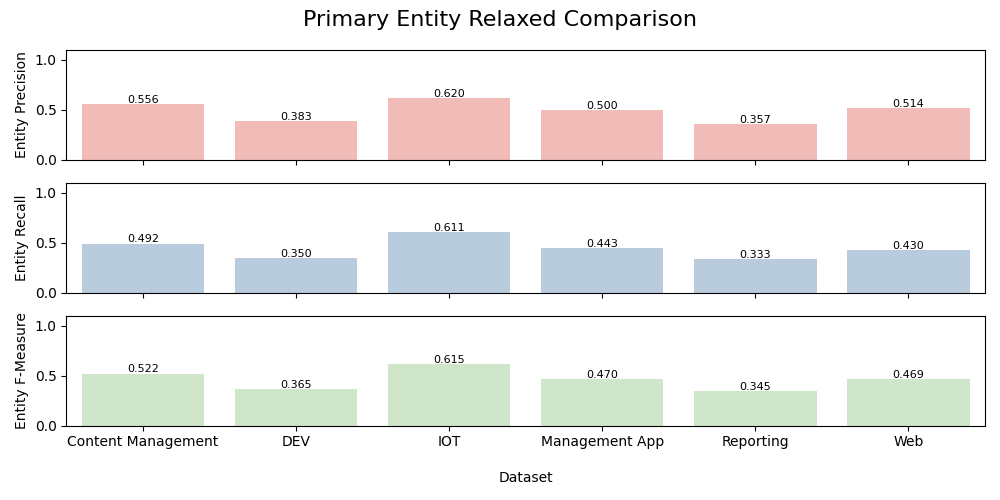 Primary Entity Relaxed Comparison
Entity Precision
1.0
0.5
0.0
0.556
0.383
0.620
0.500
0.357
0.514
Entity Recall
1.0
0.5
0.0
0.492
0.350
0.611
0.443
0.333
0.430
Entity F-Measure
1.0
0.5
0.0
0.522
0.365
0.615
0.470
0.345
0.469
Content Management
DEV
IOT
Management App
Reporting
Web
Dataset